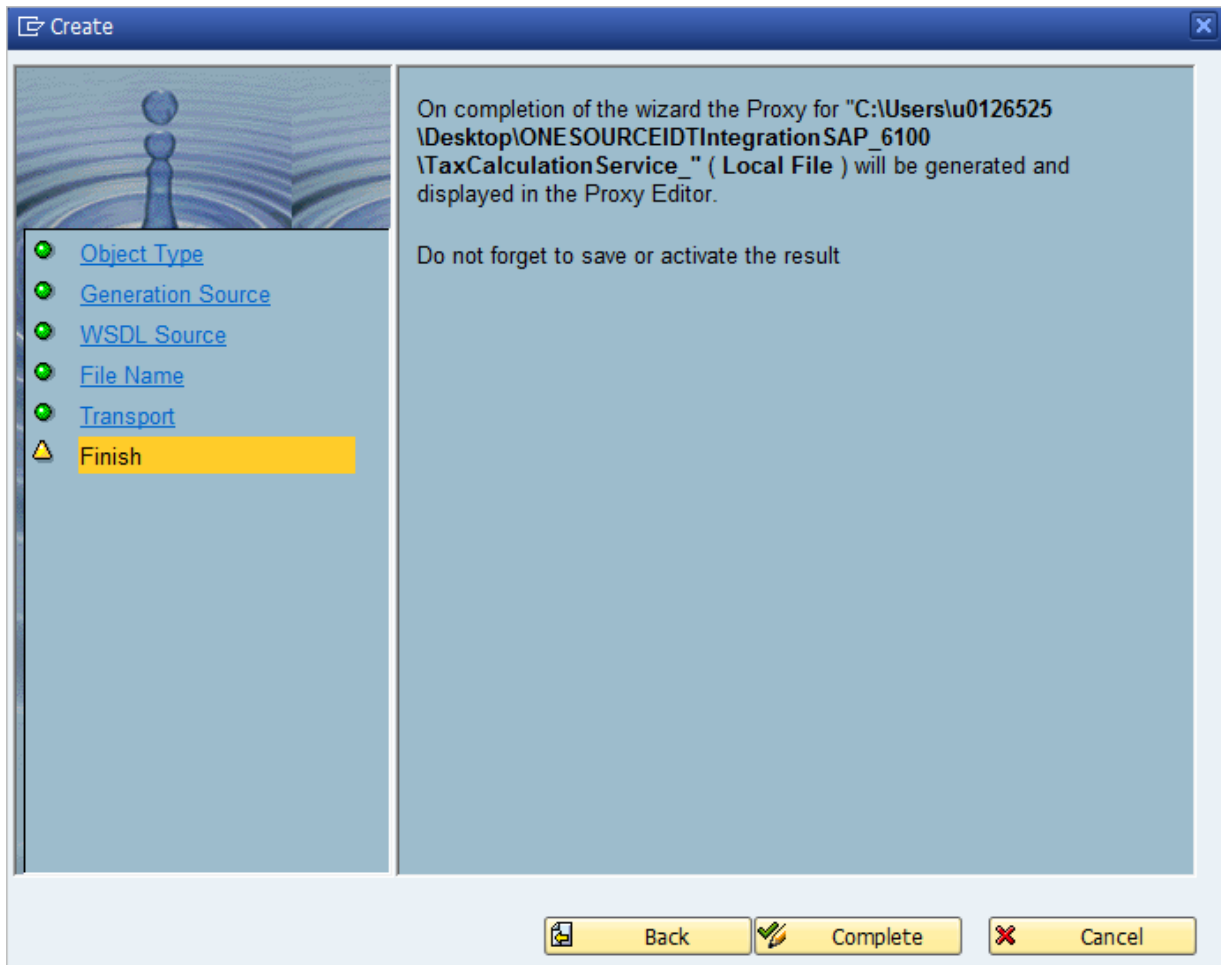 Create
On completion of the wizard the Proxy for "C:\Users\u0126525
\Desktop\ONESOURCEIDTIntegrationSAP_6100
\TaxCalculationService_" ( Local File ) will be generated and
displayed in the Proxy Editor.
Do not forget to save or activate the result
Object Type
Generation Source
WSDL Source
File Name
Transport
Finish
Back
Complete
Cancel